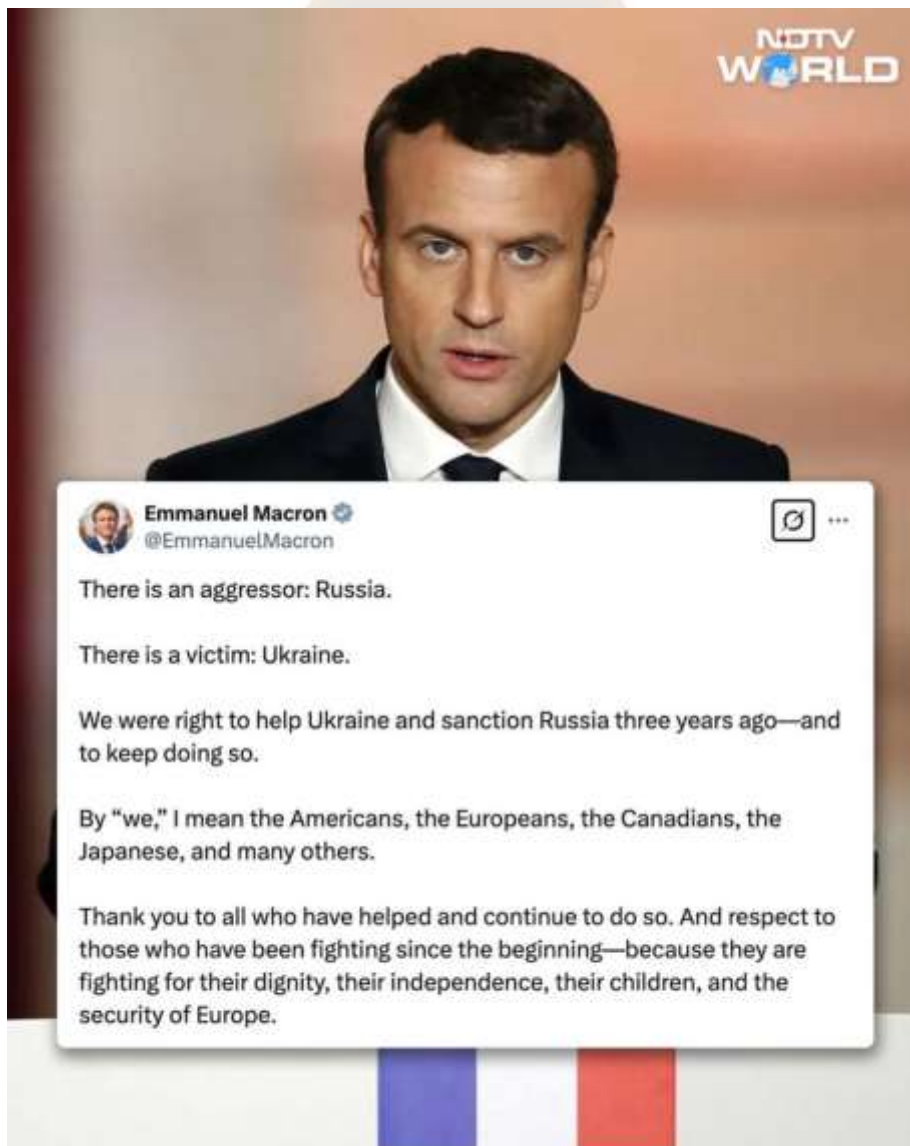 NDTV
WORLD
Emmanuel Macron
@EmmanuelMacron
There is an aggressor: Russia.
There is a victim: Ukraine.
We were right to help Ukraine and sanction Russia three years ago—and
to keep doing so.
By “we,” I mean the Americans, the Europeans, the Canadians, the
Japanese, and many others.
Thank you to all who have helped and continue to do so. And respect to
those who have been fighting since the beginning—because they are
fighting for their dignity, their independence, their children, and the
security of Europe.